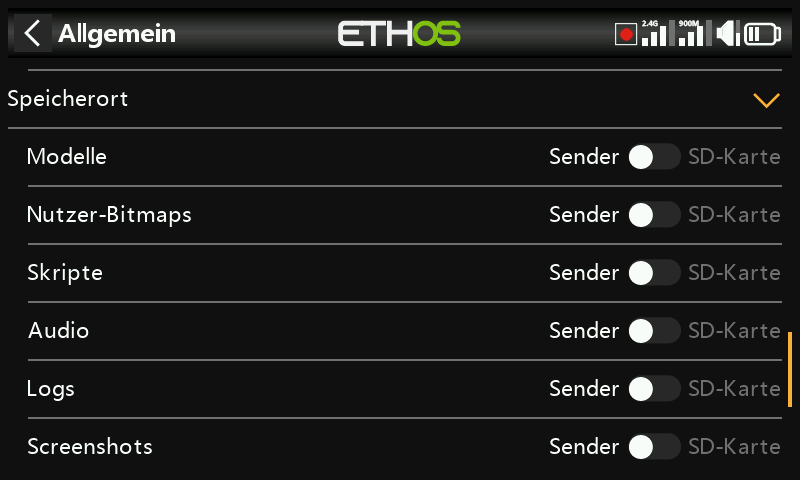 Allgemein ETHOS 2.4G 900M
Speicherort
Modelle Sender SD-Karte
Nutzer-Bitmaps Sender SD-Karte
Skripte Sender SD-Karte
Audio Sender SD-Karte
Logs Sender SD-Karte
Screenshots Sender SD-Karte